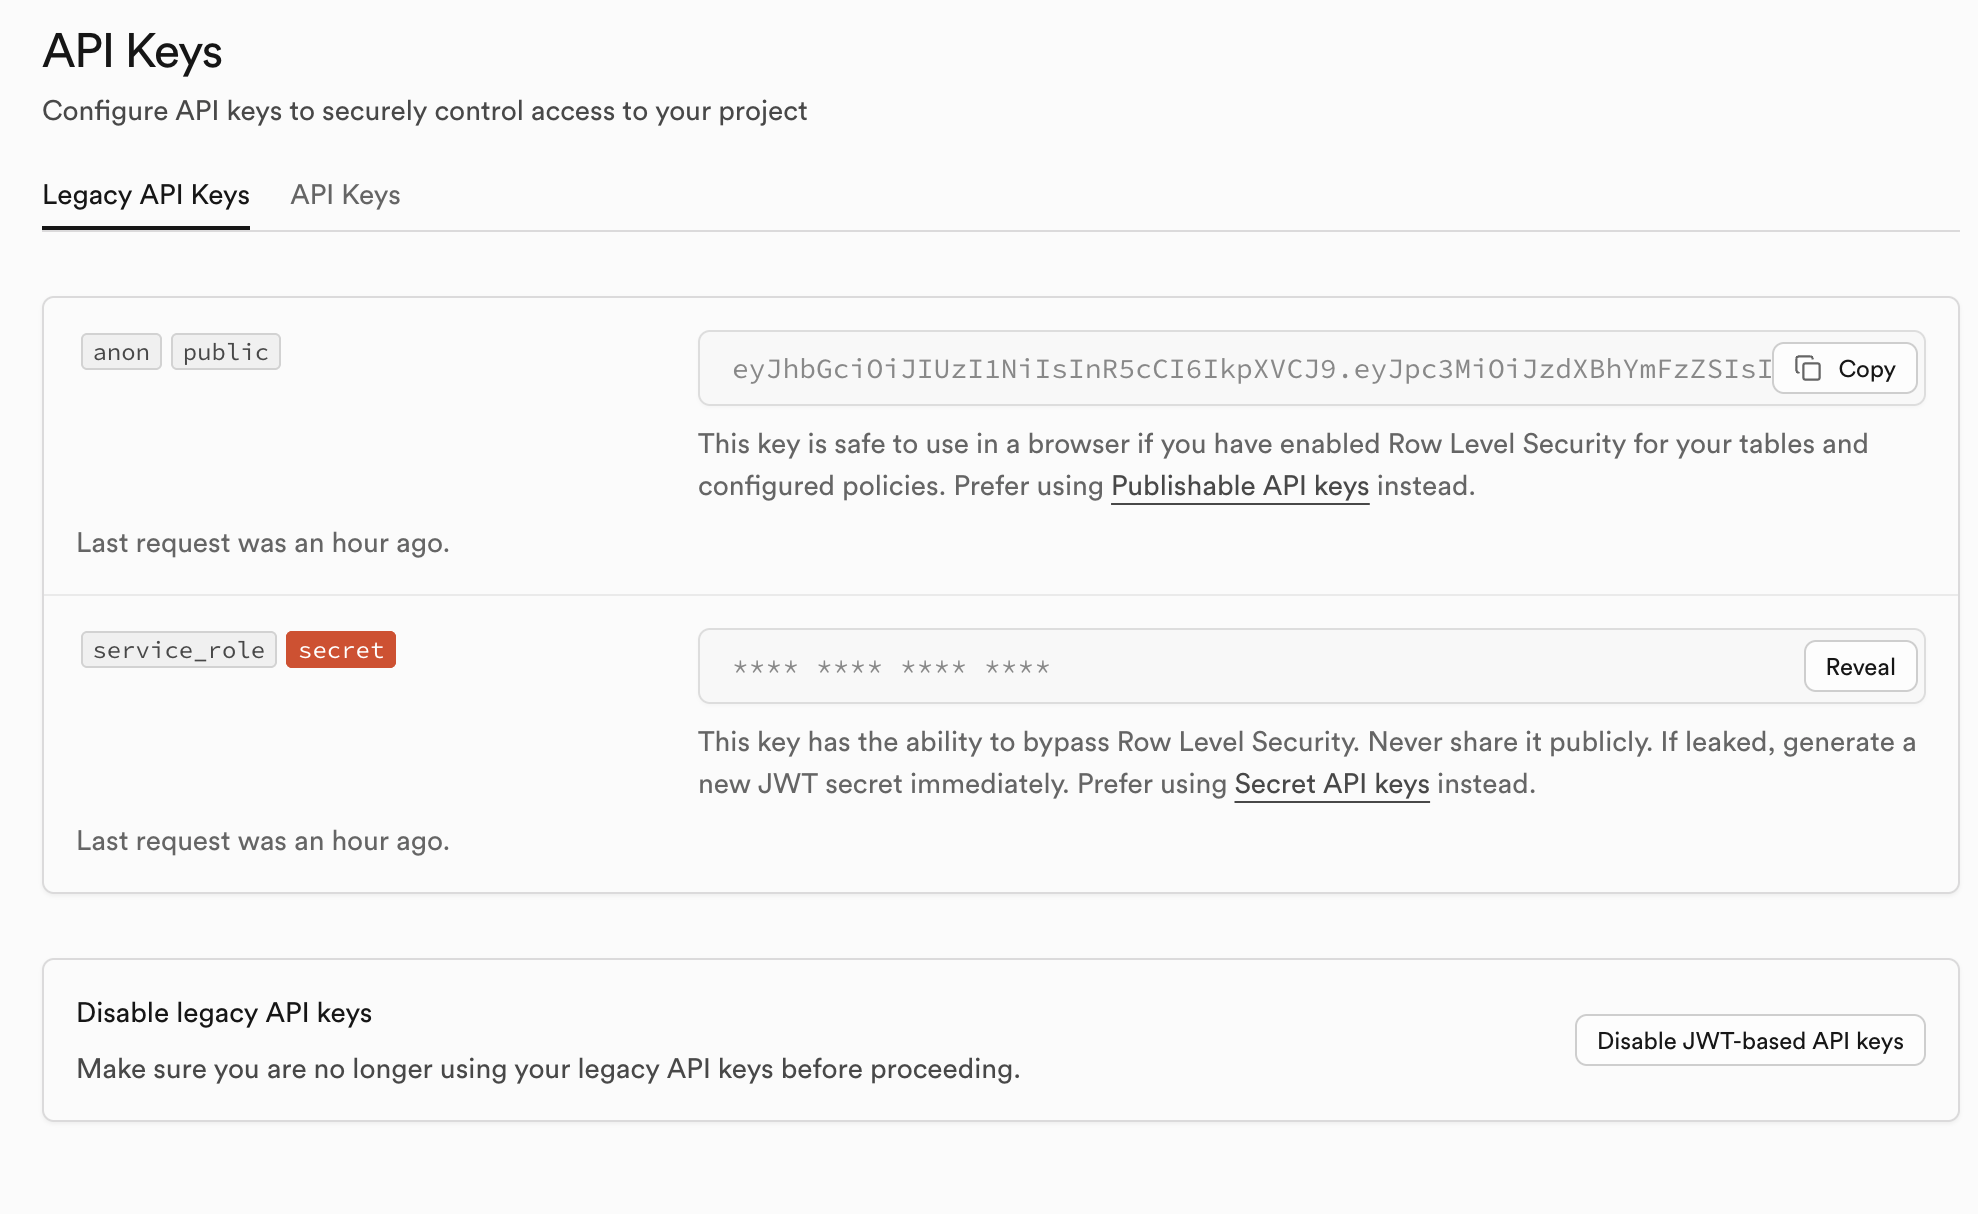 API Keys
Configure API keys to securely control access to your project
Legacy API Keys
API Keys
anon
public
eyJhbGciOiJIUzI1NiIsInR5cCI6IkpXVCJ9.eyJpc3MiOiJzdXBhYmFzZSIsI
Copy
This key is safe to use in a browser if you have enabled Row Level Security for your tables and
configured policies. Prefer using Publishable API keys instead.
Last request was an hour ago.
service_role
secret
**** **** **** ****
Reveal
This key has the ability to bypass Row Level Security. Never share it publicly. If leaked, generate a
new JWT secret immediately. Prefer using Secret API keys instead.
Last request was an hour ago.
Disable legacy API keys
Make sure you are no longer using your legacy API keys before proceeding.
Disable JWT-based API keys